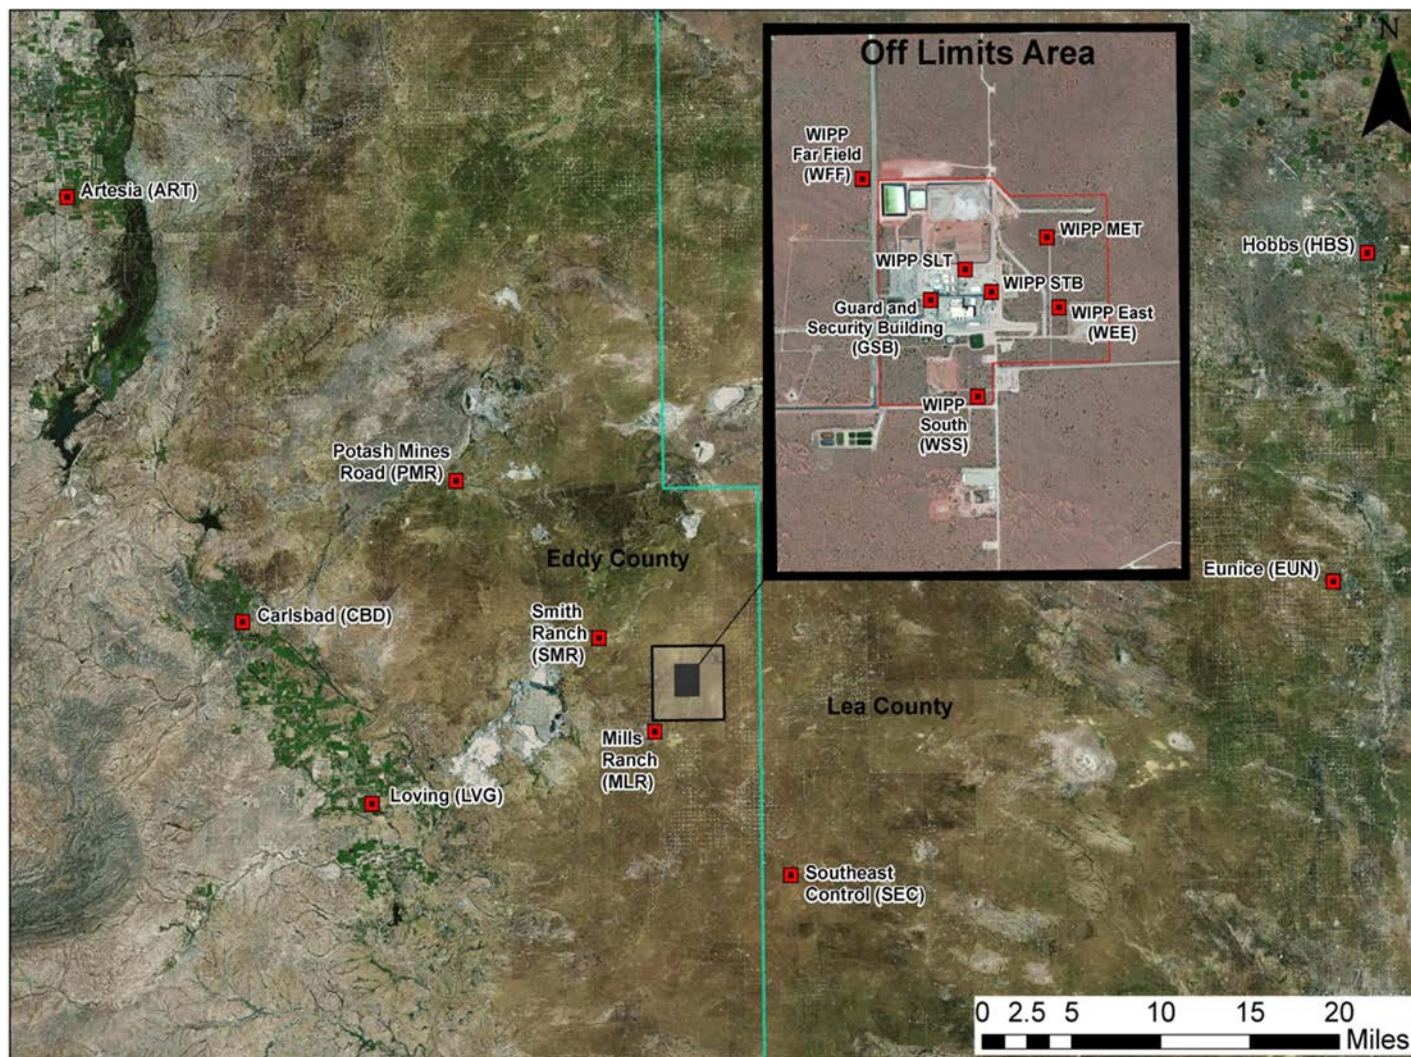 Off Limits Area
N
WIPP
Far Field
(WFF)
Artesia (ART)
WIPP MET
Hobbs (HBS)
WIPP SLT
WIPP STB
Guard and
Security Building
(GSB)
WIPP East
(WEE)
WIPP
South
(WSS)
Potash Mines
Road (PMR)
Eddy County
Eunice (EUN)
Carlsbad (CBD)
Smith
Ranch
(SMR)
Lea County
Mills
Ranch
(MLR)
Loving (LVG)
Southeast
Control (SEC)
0 2.5 5 10 15 20
Miles